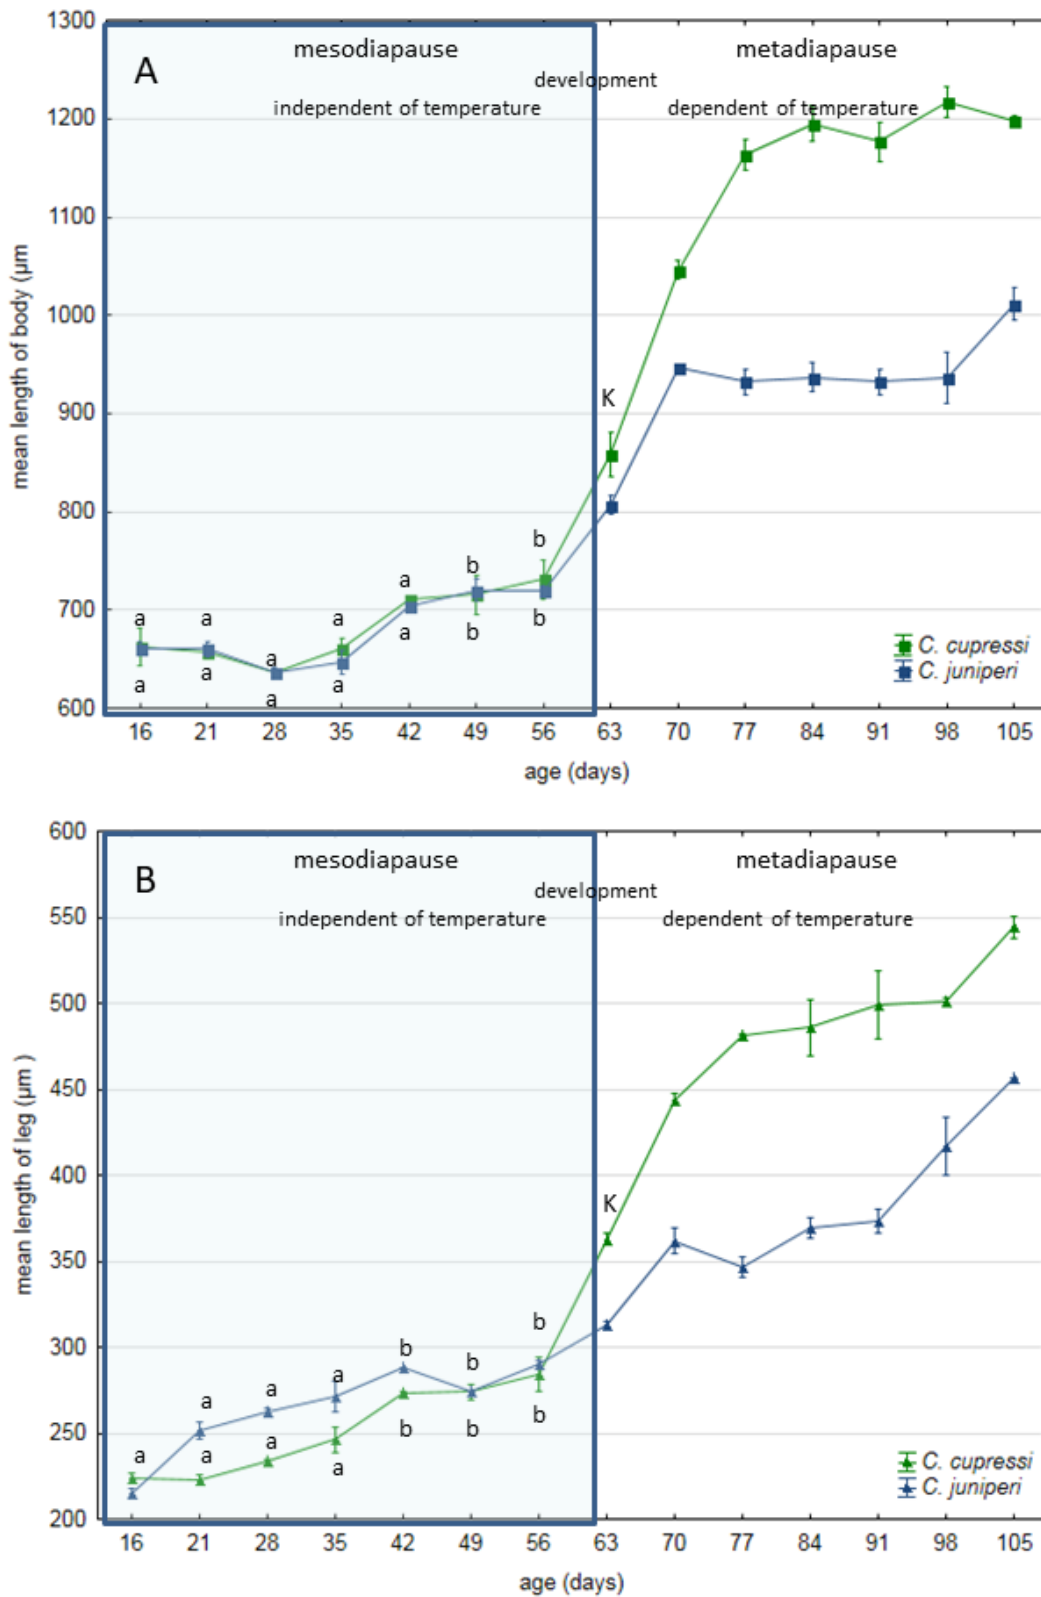 1300
1200
1100
1000
900
800
700
600
mean length of body (µm
A
mesodiapause
metadiapause
development
independent of temperature
dependent of temperature
K
b
b
a
a a a
a b b
a a a
a
C. cupressi
C. juniperi
16 21 28 35 42 49 56 63 70 77 84 91 98 105
age (days)
600
550
500
450
400
350
300
250
200
mean length of leg (µm )
B
mesodiapause
metadiapause
development
independent of temperature
dependent of temperature
K
b
b b
a a a
b b b
a a a a
C. cupressi
C. juniperi
16 21 28 35 42 49 56 63 70 77 84 91 98 105
age (days)